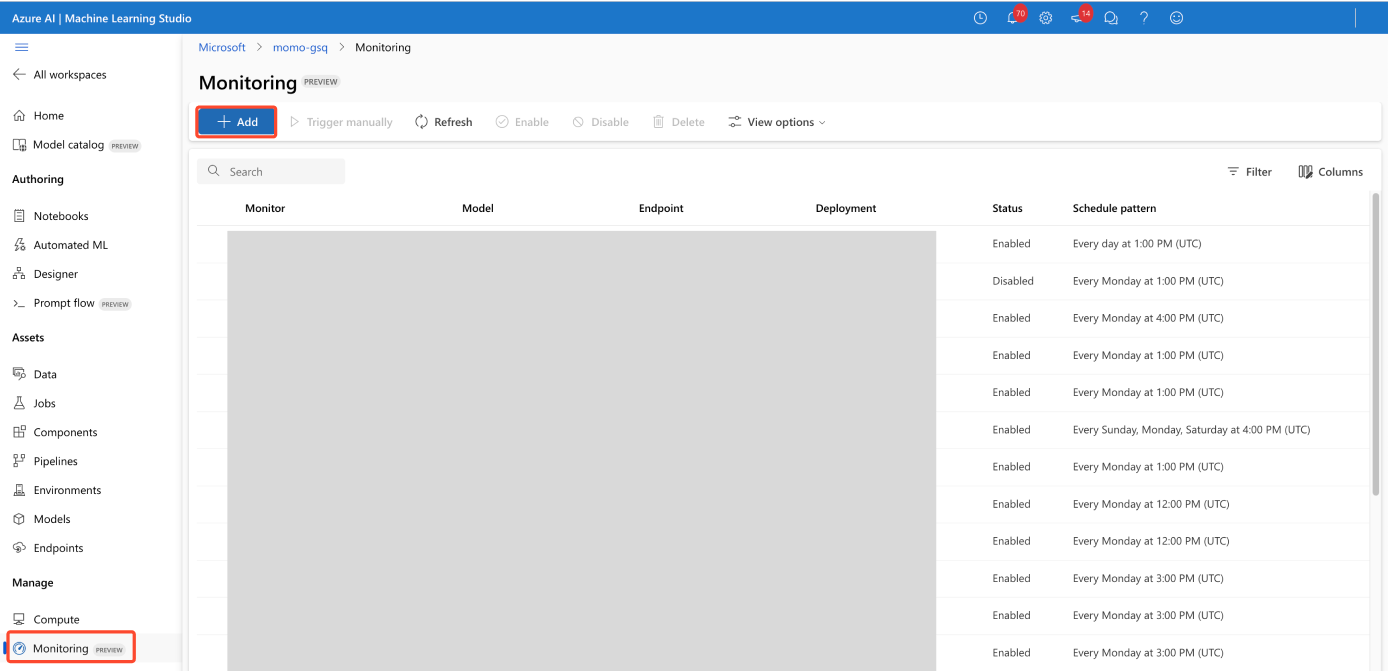 Azure AI | Machine Learning Studio
70
14
All workspaces
Home
Model catalog PREVIEW
Authoring
Notebooks
Automated ML
Designer
Prompt flow PREVIEW
Assets
Data
Jobs
Components
Pipelines
Environments
Models
Endpoints
Manage
Compute
Monitoring PREVIEW
Microsoft > momo-gsq > Monitoring
Monitoring PREVIEW
+ Add Trigger manually Refresh Enable Disable Delete View options
Search Filter Columns
Monitor Model Endpoint Deployment Status Schedule pattern
Enabled Every day at 1:00 PM (UTC)
Disabled Every Monday at 1:00 PM (UTC)
Enabled Every Monday at 4:00 PM (UTC)
Enabled Every Monday at 1:00 PM (UTC)
Enabled Every Monday at 1:00 PM (UTC)
Enabled Every Sunday, Monday, Saturday at 4:00 PM (UTC)
Enabled Every Monday at 1:00 PM (UTC)
Enabled Every Monday at 12:00 PM (UTC)
Enabled Every Monday at 12:00 PM (UTC)
Enabled Every Monday at 3:00 PM (UTC)
Enabled Every Monday at 3:00 PM (UTC)
Enabled Every Monday at 3:00 PM (UTC)